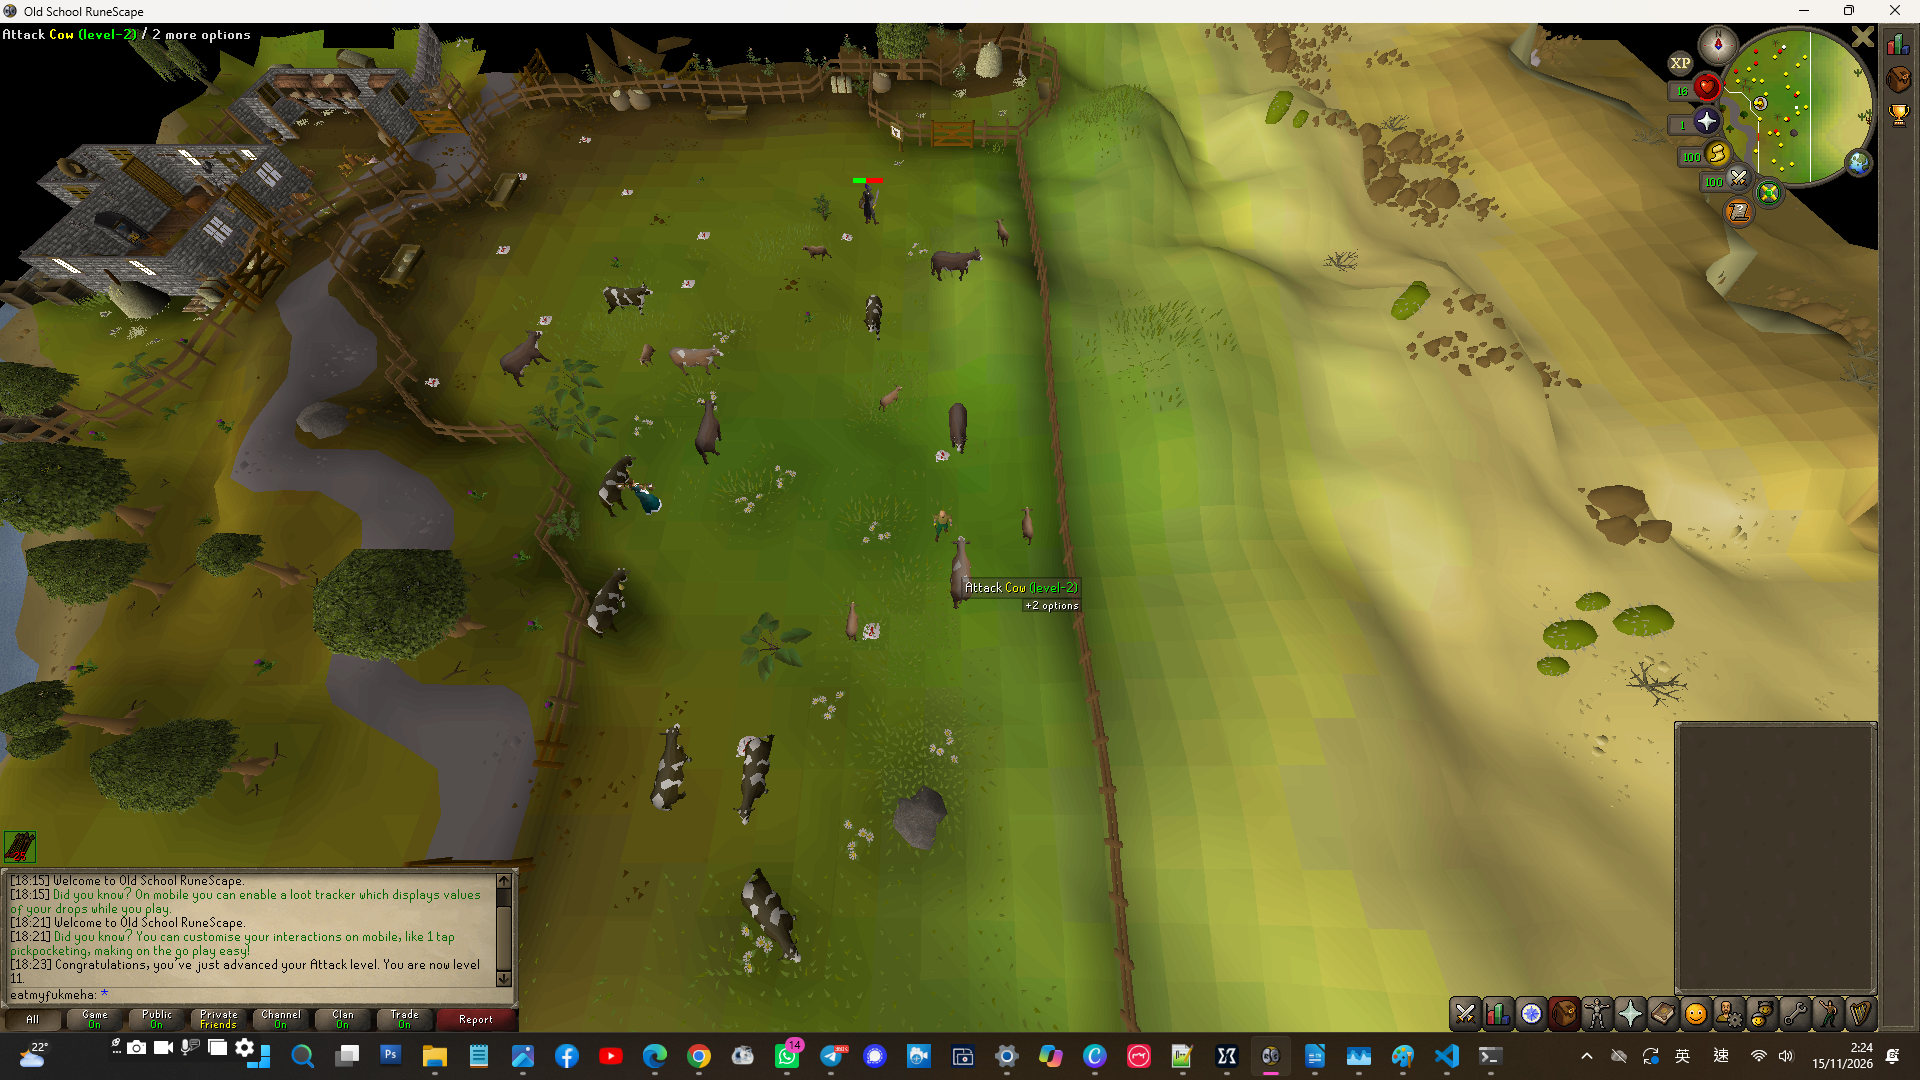 Old School RuneScape
Attack Cow (level-2) / 2 more options
N
XP
16
1
100
100
Attack Cow (level-2)
+2 options
[18:15] Welcome to Old School RuneScape.
[18:15] Did you know? On mobile you can enable a loot tracker which displays values
of your drops while you play.
[18:21] Welcome to Old School RuneScape.
[18:21] Did you know? You can customise your interactions on mobile, like 1 tap
pickpocketing, making on the go play easy!
[18:23] Congratulations, you've just advanced your Attack level. You are now level
11.
eatmyfukmeha: *
All
Game
On
Public
On
Private
Friends
Channel
On
Clan
On
Trade
On
Report
22°
Ps
14
英
速
2:24
15/11/2026